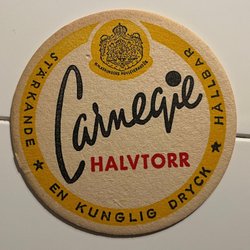 Carnegie
HALVTORR
STÄRKANDE ★ EN KUNGLIG DRYCK ★ HÅLLBAR